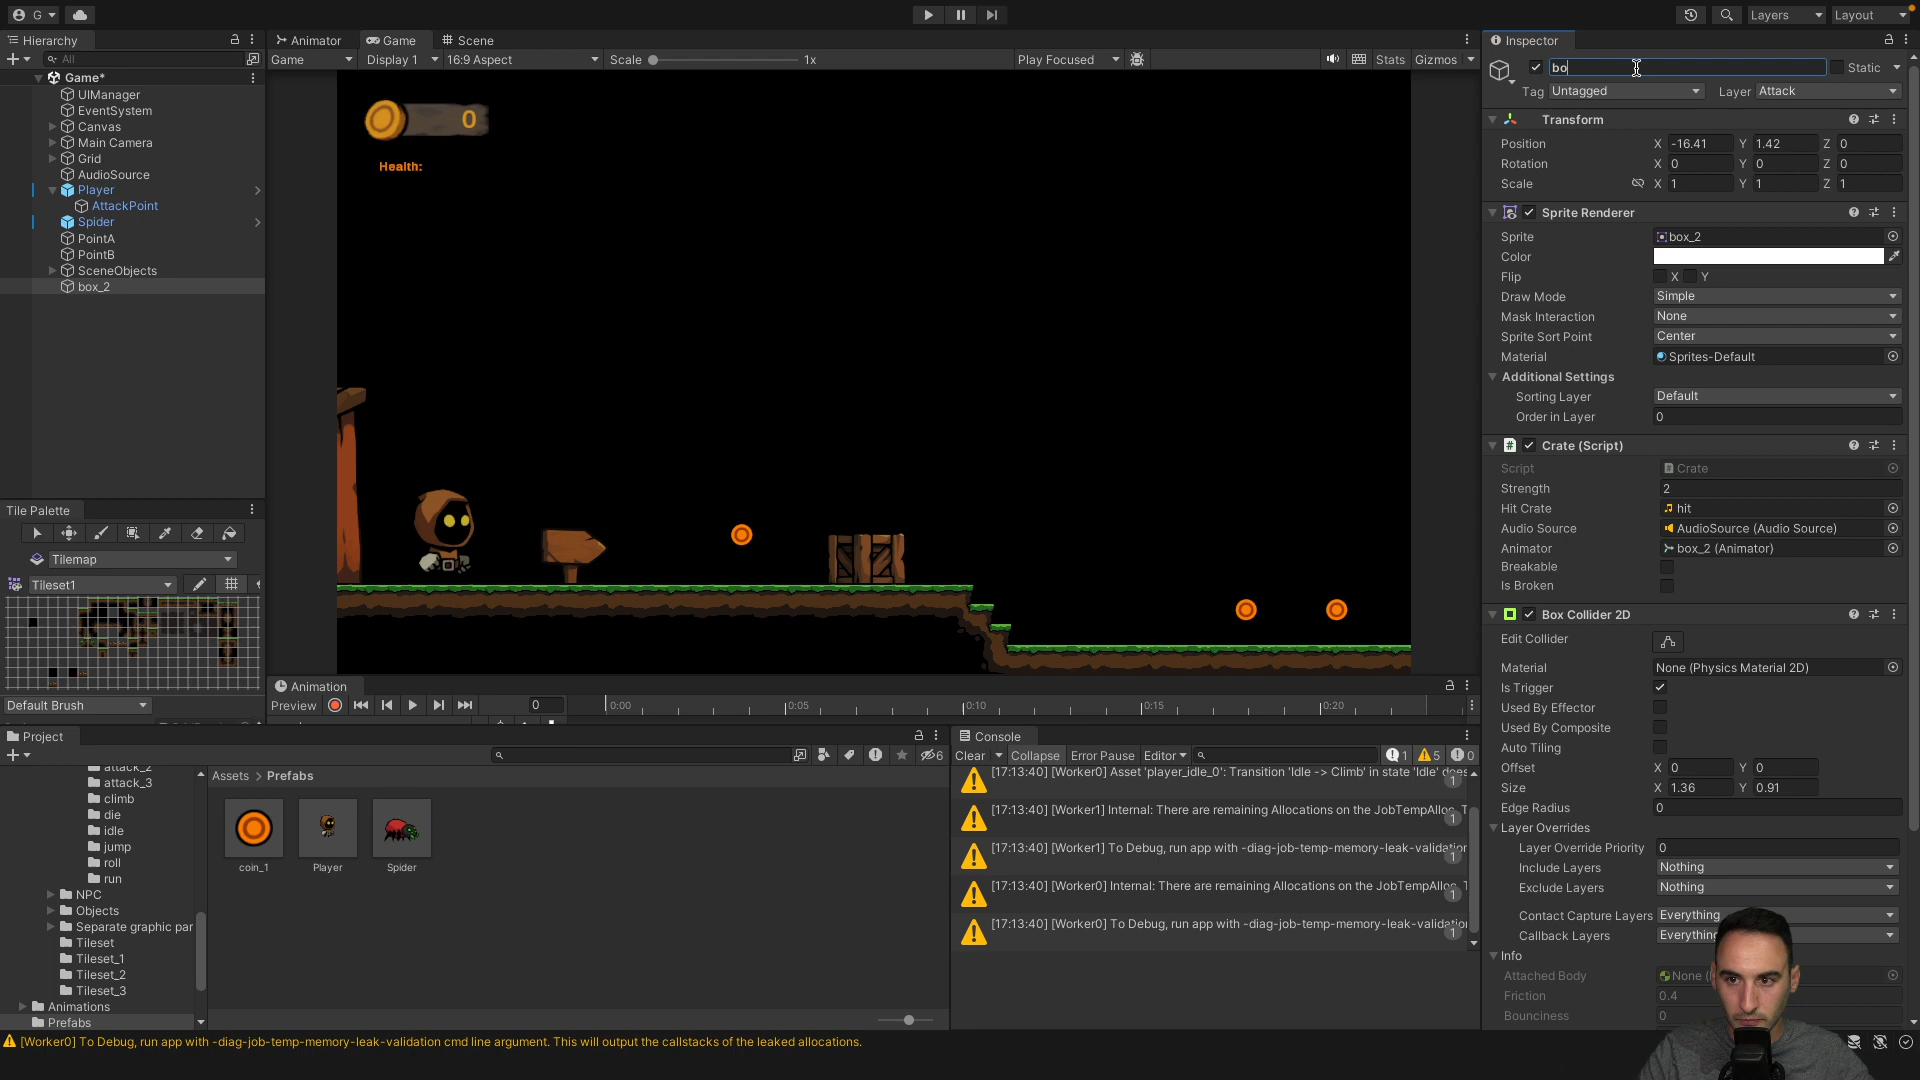 G
Layers
Layout
Hierarchy
All
Game*
UIManager
EventSystem
Canvas
Main Camera
Grid
AudioSource
Player
AttackPoint
Spider
PointA
PointB
SceneObjects
box_2
Tile Palette
Tilemap
Tileset1
Default Brush
Animator
Game
Scene
Game
Display 1
16:9 Aspect
Scale
1x
Play Focused
Stats
Gizmos
0
Health:
Animation
Preview
0
0:00
0:05
0:10
0:15
0:20
Project
6
attack_2
attack_3
climb
die
idle
jump
roll
run
NPC
Objects
Separate graphic par
Tileset
Tileset_1
Tileset_2
Tileset_3
Animations
Prefabs
Assets > Prefabs
coin_1
Player
Spider
Console
Clear
Collapse
Error Pause
Editor
1
5
0
[17:13:40] [Worker0] Asset 'player_idle_0': Transition 'Idle -> Climb' in state 'Idle' does
1
[17:13:40] [Worker1] Internal: There are remaining Allocations on the JobTempAlloc
1
[17:13:40] [Worker1] To Debug, run app with -diag-job-temp-memory-leak-validation
1
[17:13:40] [Worker0] Internal: There are remaining Allocations on the JobTempAlloc
1
[17:13:40] [Worker0] To Debug, run app with -diag-job-temp-memory-leak-validation
1
Inspector
bo
Static
Tag Untagged
Layer Attack
Transform
Position X -16.41 Y 1.42 Z 0
Rotation X 0 Y 0 Z 0
Scale X 1 Y 1 Z 1
Sprite Renderer
Sprite box_2
Color
Flip X Y
Draw Mode Simple
Mask Interaction None
Sprite Sort Point Center
Material Sprites-Default
Additional Settings
Sorting Layer Default
Order in Layer 0
# Crate (Script)
Script Crate
Strength 2
Hit Crate hit
Audio Source AudioSource (Audio Source)
Animator box_2 (Animator)
Breakable
Is Broken
Box Collider 2D
Edit Collider
Material None (Physics Material 2D)
Is Trigger
Used By Effector
Used By Composite
Auto Tiling
Offset X 0 Y 0
Size X 1.36 Y 0.91
Edge Radius 0
Layer Overrides
Layer Override Priority 0
Include Layers Nothing
Exclude Layers Nothing
Contact Capture Layers Everything
Callback Layers Everything
Info
Attached Body None
Friction 0.4
Bounciness 0
[Worker0] To Debug, run app with -diag-job-temp-memory-leak-validation cmd line argument. This will output the callstacks of the leaked allocations.